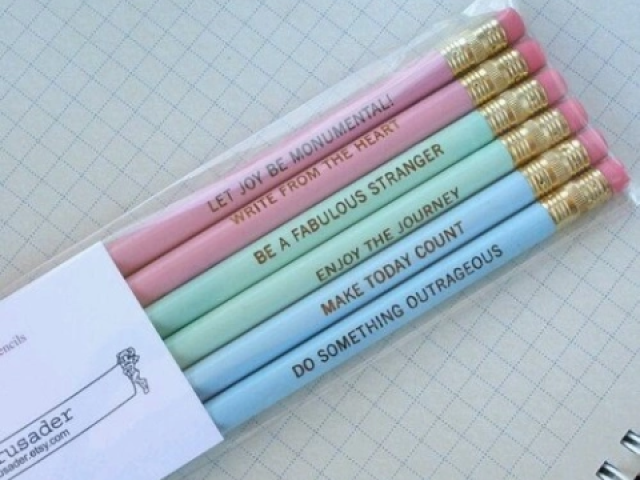 LET JOY BE MONUMENTAL!
WRITE FROM THE HEART
BE A FABULOUS STRANGER
ENJOY THE JOURNEY
MAKE TODAY COUNT
DO SOMETHING OUTRAGEOUS
encils
rusader
usader.etsy.com